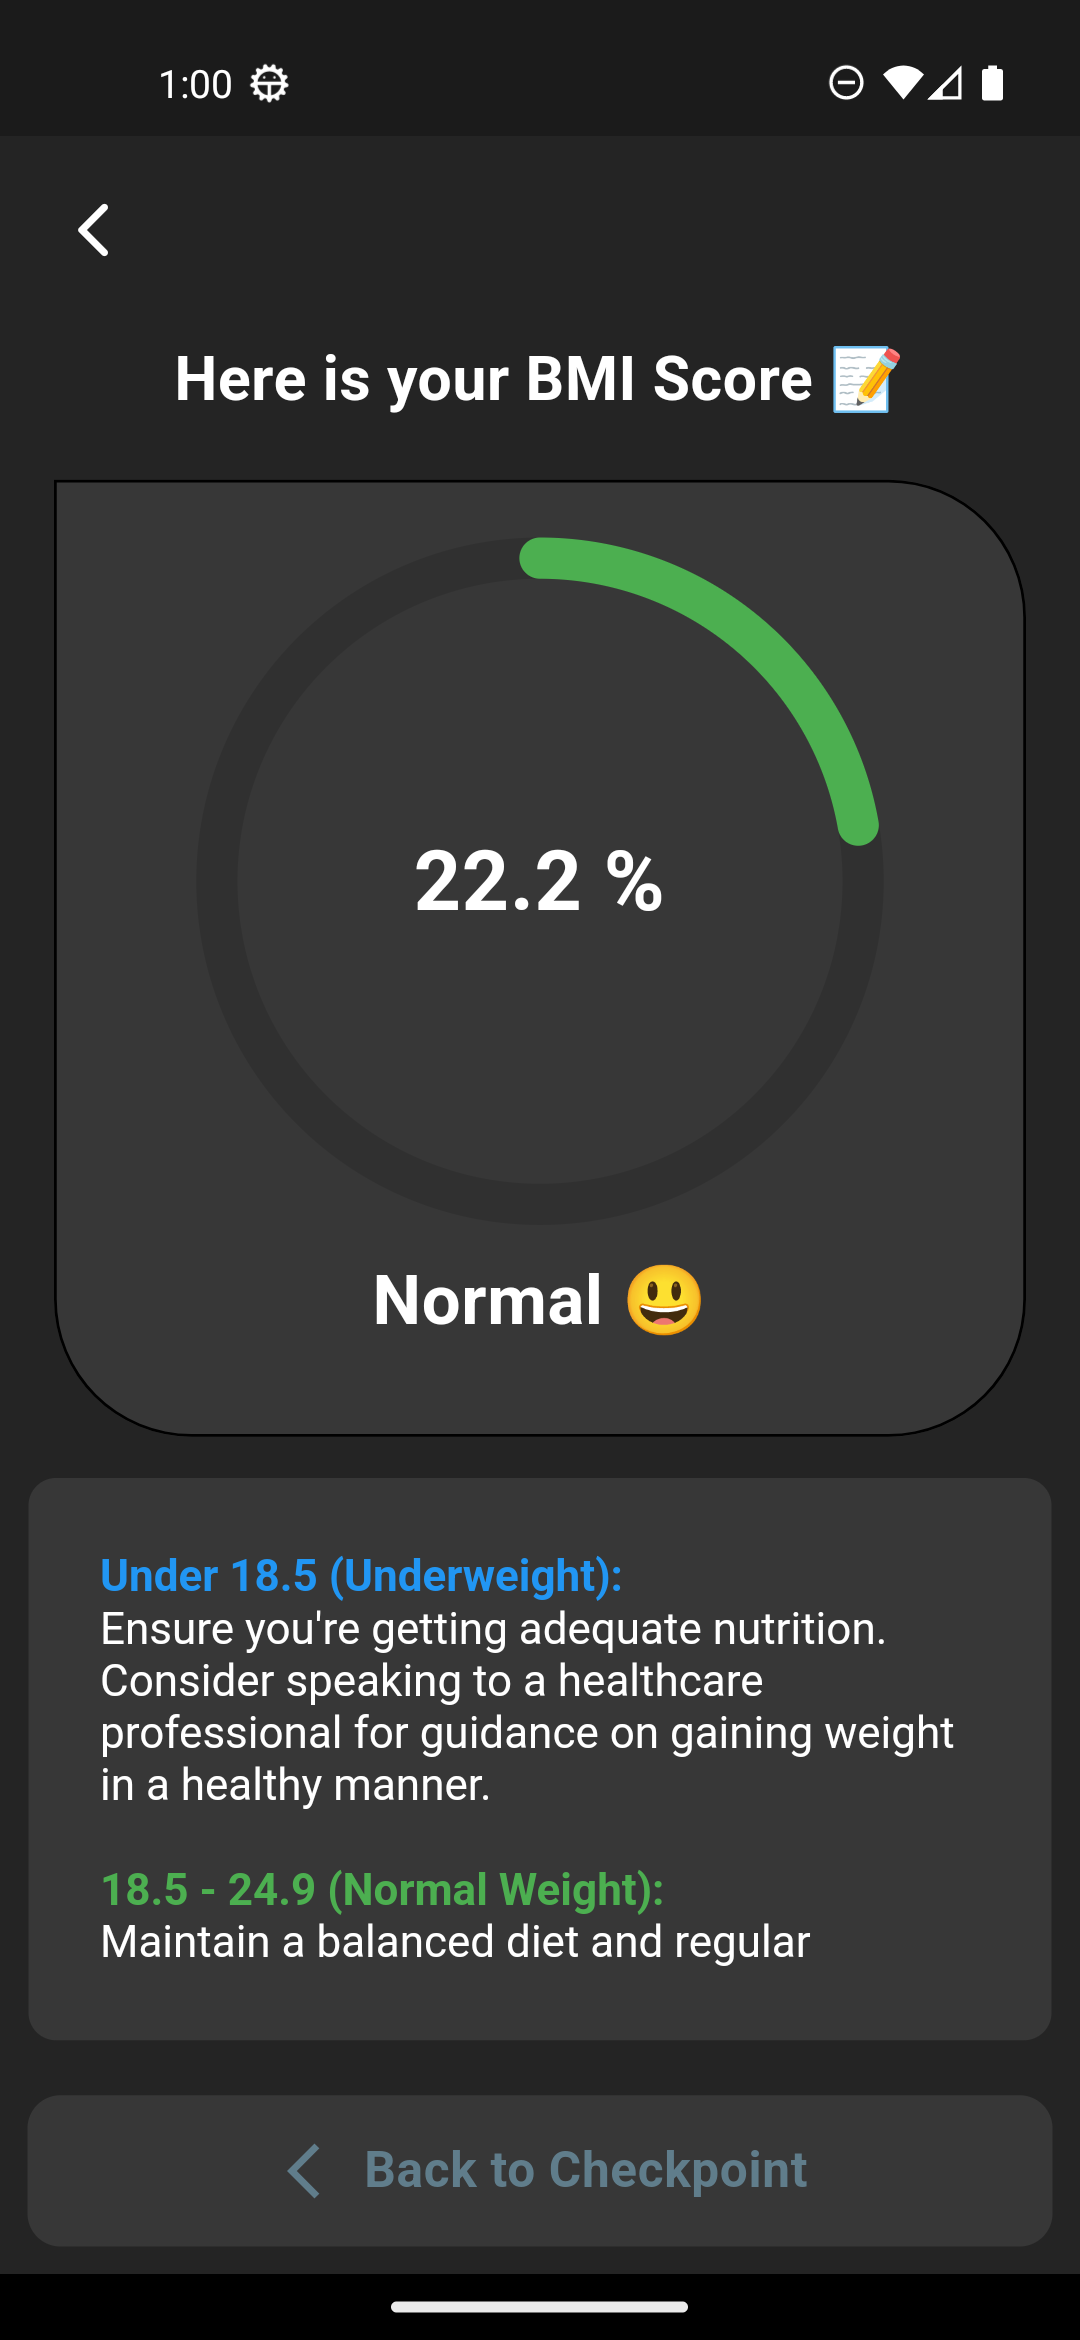 1:00
Here is your BMI Score 📝
22.2 %
Normal 😃
Under 18.5 (Underweight):
Ensure you're getting adequate nutrition.
Consider speaking to a healthcare
professional for guidance on gaining weight
in a healthy manner.
18.5 - 24.9 (Normal Weight):
Maintain a balanced diet and regular
Back to Checkpoint